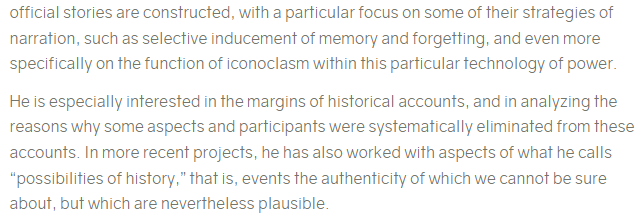 official stories are constructed, with a particular focus on some of their strategies of
narration, such as selective inducement of memory and forgetting, and even more
specifically on the function of iconoclasm within this particular technology of power.
He is especially interested in the margins of historical accounts, and in analyzing the
reasons why some aspects and participants were systematically eliminated from these
accounts. In more recent projects, he has also worked with aspects of what he calls
“possibilities of history,” that is, events the authenticity of which we cannot be sure
about, but which are nevertheless plausible.